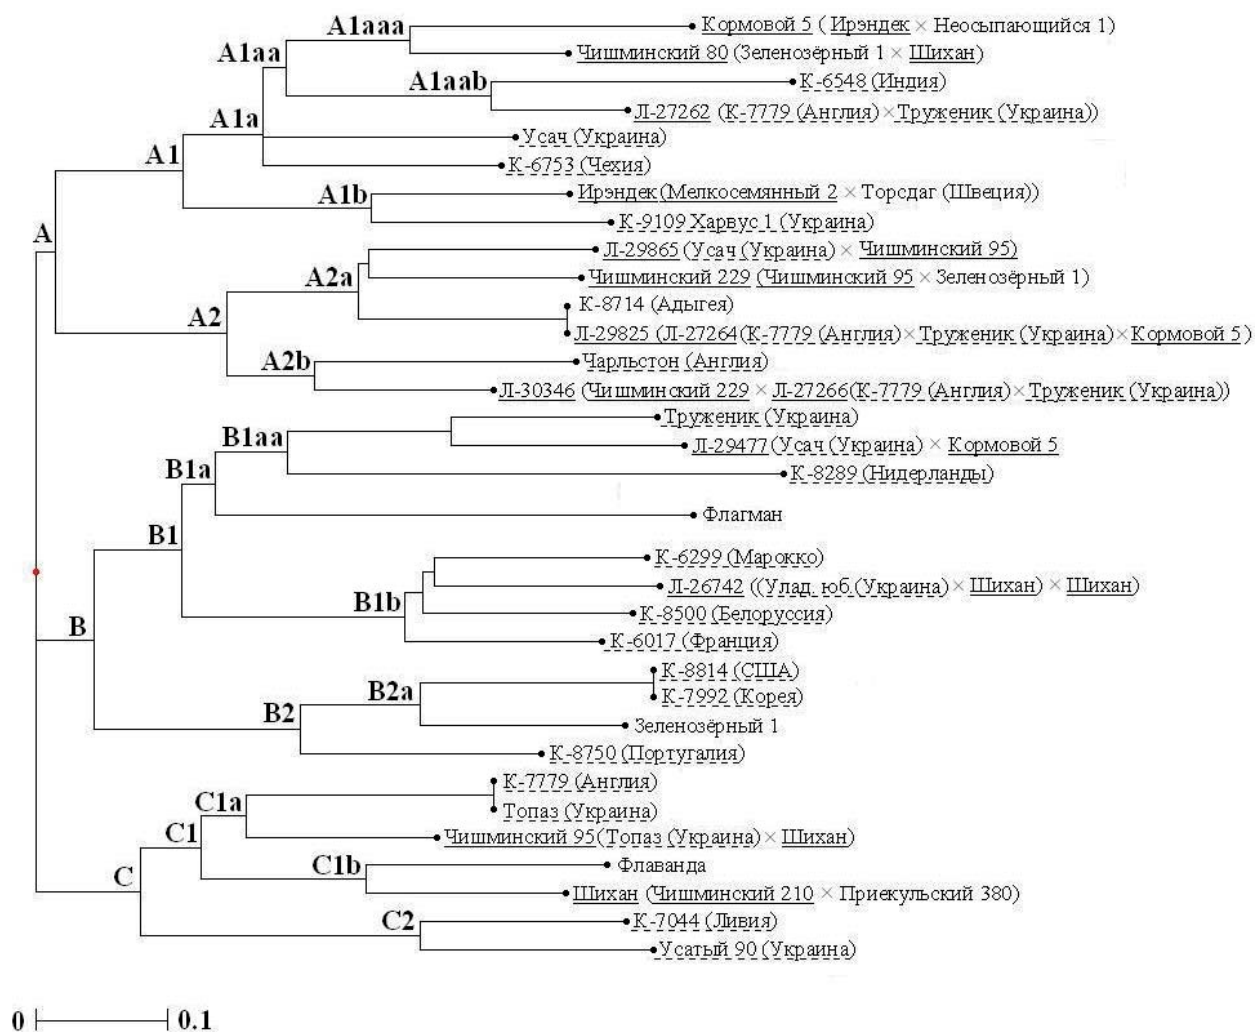 A1aaa
Кормовой 5 ( Ирэндек × Неосыпающийся 1)
A1aa
Чишминский 80 (Зеленозёрный 1 × Шихан)
A1aab
К-6548 (Индия)
A1a
Л-27262 (К-7779 (Англия)×Труженик (Украина))
Усач (Украина)
A1
К-6753 (Чехия)
A1b
Ирэндек(Мелкосемянный 2 × Торсдаг (Швеция))
К-9109 Харвус 1 (Украина)
A
Л-29865 (Усач (Украина) × Чишминский 95)
A2a
Чишминский 229 (Чишминский 95 × Зеленозёрный 1)
К-8714 (Адыгея)
A2
Л-29825 (Л-27264(К-7779 (Англия)×Труженик (Украина)×Кормовой 5)
A2b
Чарльстон (Англия)
Л-30346 (Чишминский 229 × Л-27266(К-7779 (Англия)×Труженик (Украина))
Труженик (Украина)
B1aa
Л-29477 (Усач (Украина) × Кормовой 5
B1a
К-8289 (Нидерланды)
Флагман
B1
К-6299 (Марокко)
Л-26742 ((Улад. юб.(Украина) × Шихан) × Шихан)
B1b
К-8500 (Белоруссия)
B
К-6017 (Франция)
К-8814 (США)
B2a
К-7992 (Корея)
B2
Зеленозёрный 1
К-8750 (Португалия)
К-7779 (Англия)
C1a
Топаз (Украина)
C1
Чишминский 95(Топаз (Украина) × Шихан)
C1b
Флаванда
C
Шихан (Чишминский 210 × Приекульский 380)
C2
К-7044 (Ливия)
Усатый 90 (Украина)
0 0.1